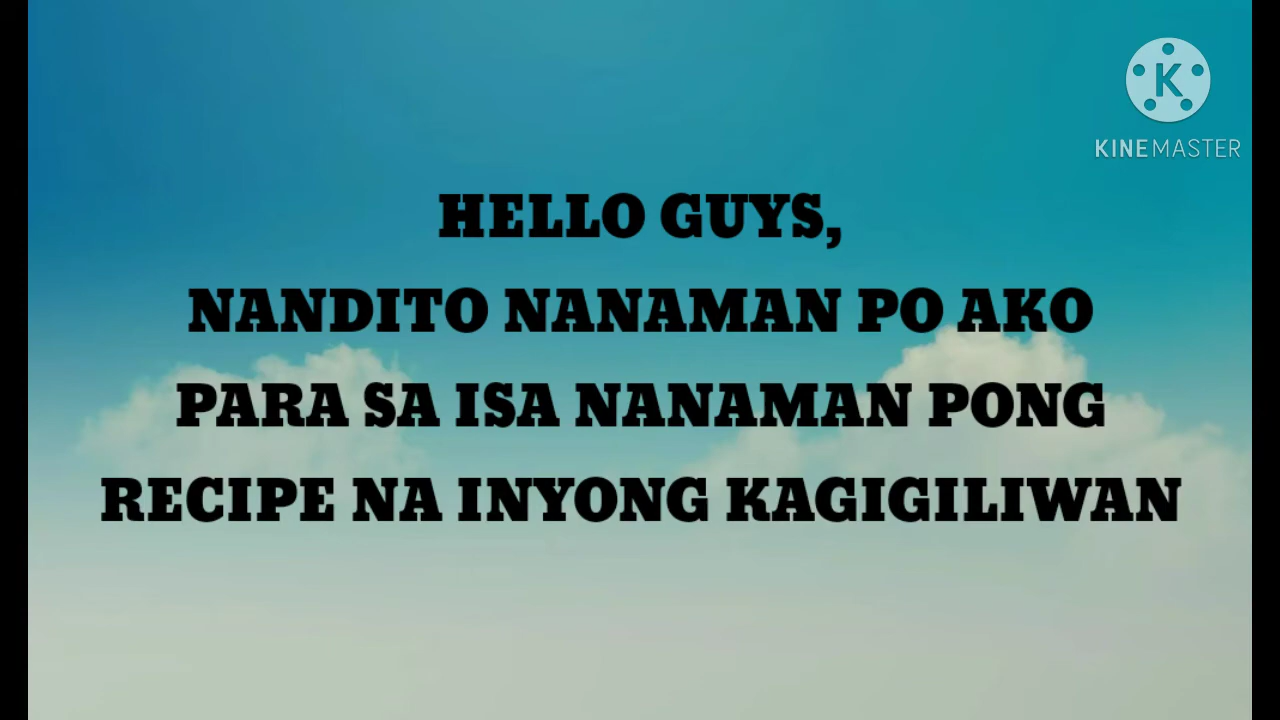 K
KINEMASTER
HELLO GUYS,
NANDITO NANAMAN PO AKO
PARA SA ISA NANAMAN PONG
RECIPE NA INYONG KAGIGILIWAN